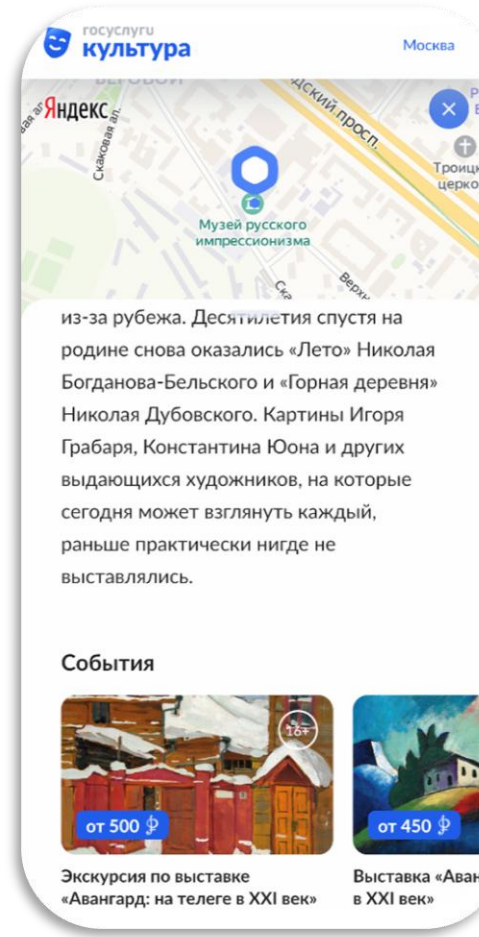 госуслуги
культура
Москва
Яндекс
Скаковая ал.
просп.
Музей русского
импрессионизма
из-за рубежа. Десятилетия спустя на
родине снова оказались «Лето» Николая
Богданова-Бельского и «Горная деревня»
Николая Дубовского. Картины Игоря
Грабаря, Константина Юона и других
выдающихся художников, на которые
сегодня может взглянуть каждый,
раньше практически нигде не
выставлялись.
События
16+
от 500 ₽
от 450 ₽
Экскурсия по выставке
«Авангард: на телеге в XXI век»
Выставка «Аван
в XXI век»